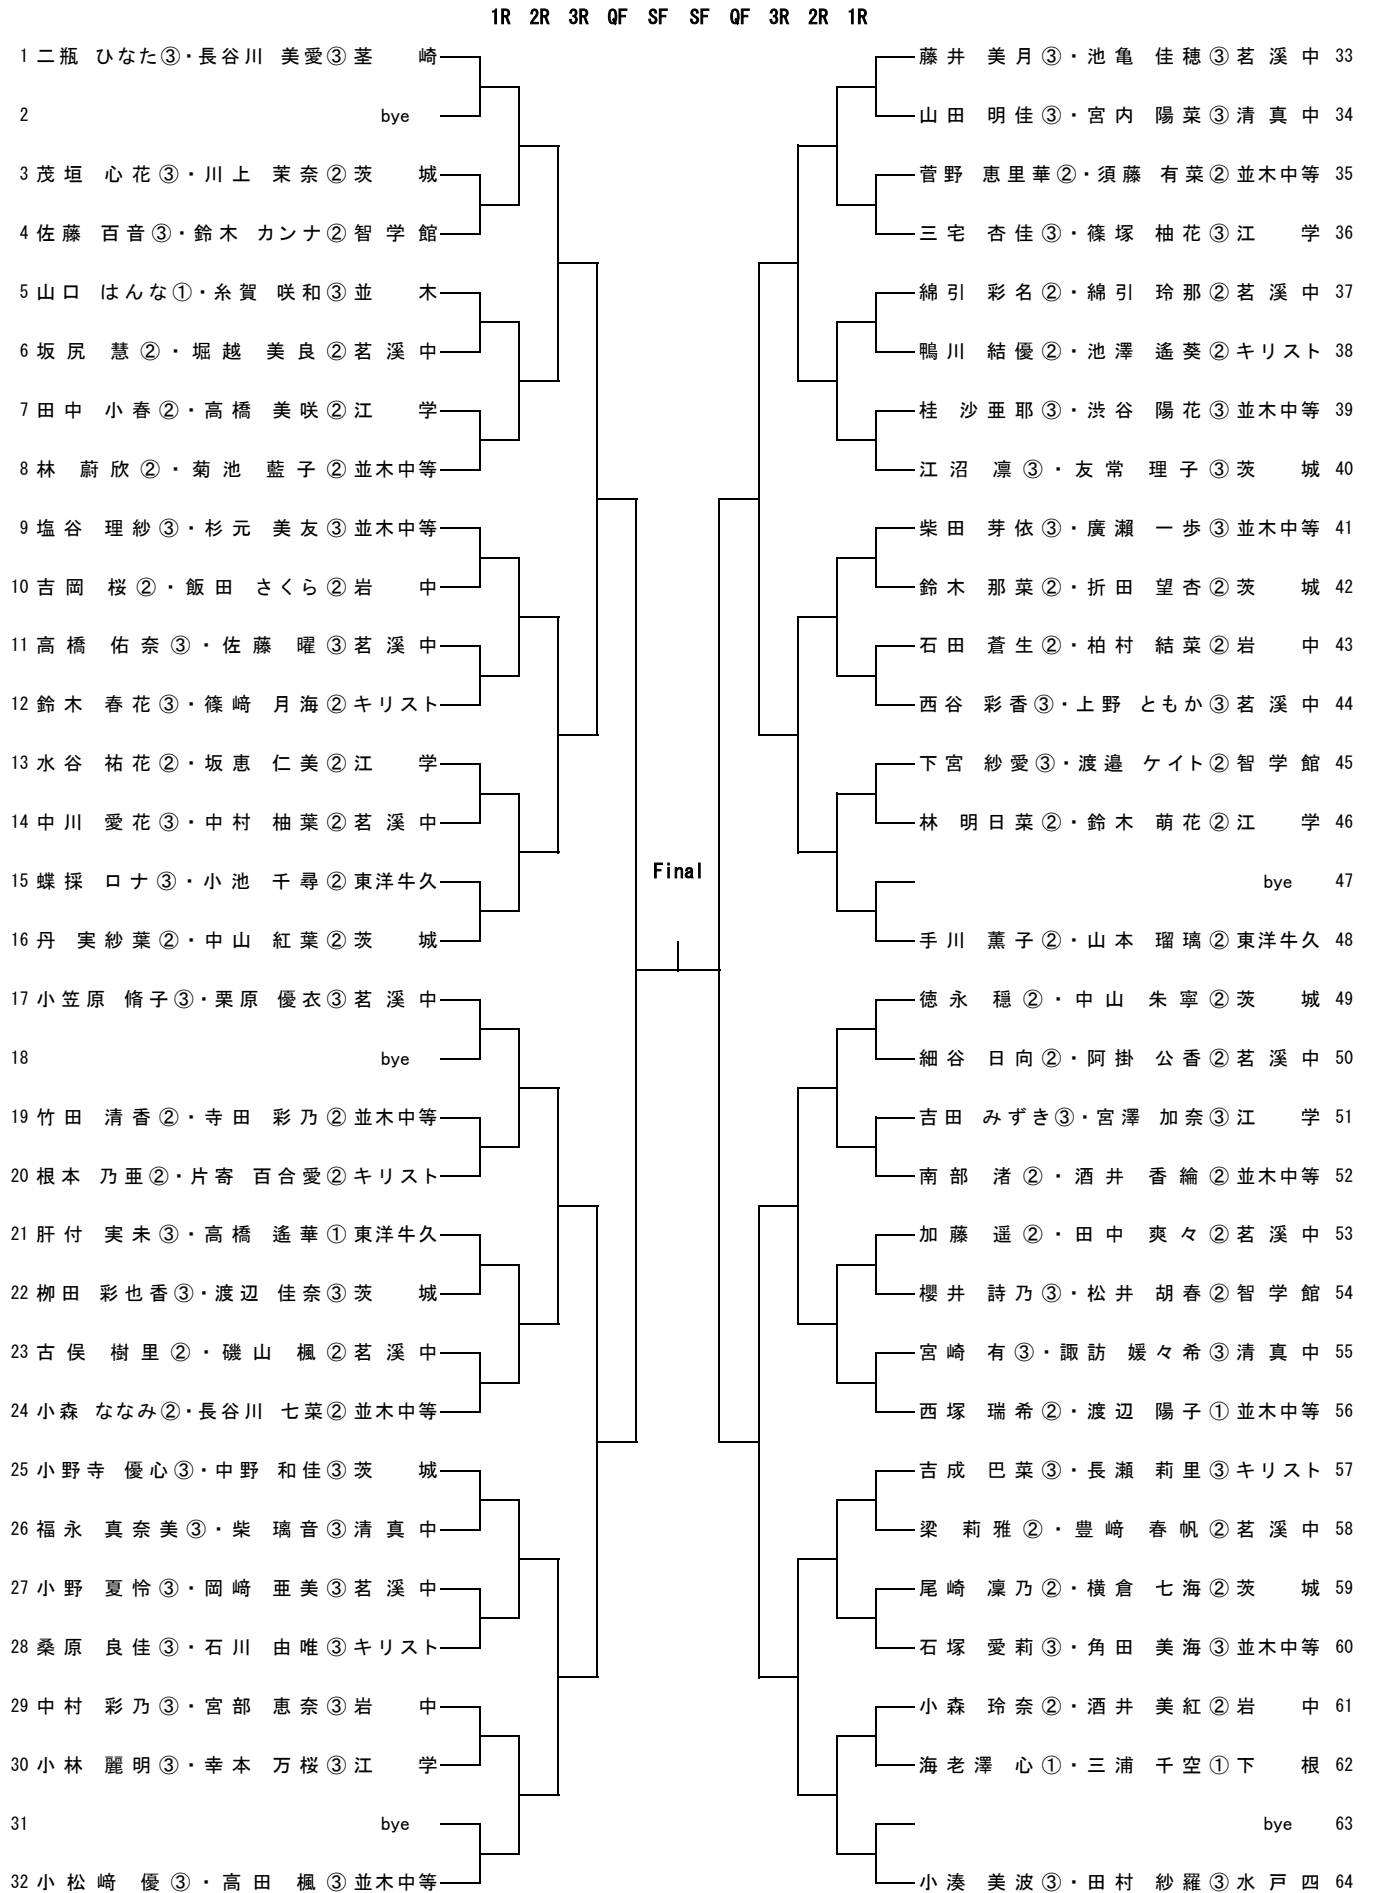 1R 2R 3R QF SF SF QF 3R 2R 1R
1 二瓶 ひなた③・長谷川 美愛③ 茎崎
2 bye
3 茂垣 心花③・川上 茉奈② 茨城
4 佐藤 百音③・鈴木 カンナ② 智学館
5 山口 はんな①・糸賀 咲和③ 並木
6 坂尻 慧②・堀越 美良② 茗溪中
7 田中 小春②・高橋 美咲② 江学
8 林 蔚欣②・菊池 藍子② 並木中等
9 塩谷 理紗③・杉元 美友③ 並木中等
10 吉岡 桜②・飯田 さくら② 岩中
11 高橋 佑奈③・佐藤 曜③ 茗溪中
12 鈴木 春花③・篠﨑 月海② キリスト
13 水谷 祐花②・坂恵 仁美② 江学
14 中川 愛花③・中村 柚葉② 茗溪中
15 蝶採 ロナ③・小池 千尋② 東洋牛久
16 丹 実紗葉②・中山 紅葉② 茨城
17 小笠原 脩子③・栗原 優衣③ 茗溪中
18 bye
19 竹田 清香②・寺田 彩乃② 並木中等
20 根本 乃亜②・片寄 百合愛② キリスト
21 肝付 実未③・高橋 遙華① 東洋牛久
22 栁田 彩也香③・渡辺 佳奈③ 茨城
23 古俣 樹里②・磯山 楓② 茗溪中
24 小森 ななみ②・長谷川 七菜② 並木中等
25 小野寺 優心③・中野 和佳③ 茨城
26 福永 真奈美③・柴 璃音③ 清真中
27 小野 夏怜③・岡﨑 亜美③ 茗溪中
28 桑原 良佳③・石川 由唯③ キリスト
29 中村 彩乃③・宮部 恵奈③ 岩中
30 小林 麗明③・幸本 万桜③ 江学
31 bye
32 小松﨑 優③・高田 楓③ 並木中等
Final
藤井 美月③・池亀 佳穂③ 茗溪中 33
山田 明佳③・宮内 陽菜③ 清真中 34
菅野 恵里華②・須藤 有菜② 並木中等 35
三宅 杏佳③・篠塚 柚花③ 江学 36
綿引 彩名②・綿引 玲那② 茗溪中 37
鴨川 結優②・池澤 遙葵② キリスト 38
桂 沙亜耶③・渋谷 陽花③ 並木中等 39
江沼 凛③・友常 理子③ 茨城 40
柴田 芽依③・廣瀬 一歩③ 並木中等 41
鈴木 那菜②・折田 望杏② 茨城 42
石田 蒼生②・柏村 結菜② 岩中 43
西谷 彩香③・上野 ともか③ 茗溪中 44
下宮 紗愛③・渡邉 ケイト② 智学館 45
林 明日菜②・鈴木 萌花② 江学 46
bye 47
手川 薫子②・山本 瑠璃② 東洋牛久 48
徳永 穏②・中山 朱寧② 茨城 49
細谷 日向②・阿掛 公香② 茗溪中 50
吉田 みずき③・宮澤 加奈③ 江学 51
南部 渚②・酒井 香綸② 並木中等 52
加藤 遥②・田中 爽々② 茗溪中 53
櫻井 詩乃③・松井 胡春② 智学館 54
宮崎 有③・諏訪 媛々希③ 清真中 55
西塚 瑞希②・渡辺 陽子① 並木中等 56
吉成 巴菜③・長瀬 莉里③ キリスト 57
梁 莉雅②・豊﨑 春帆② 茗溪中 58
尾崎 凜乃②・横倉 七海② 茨城 59
石塚 愛莉③・角田 美海③ 並木中等 60
小森 玲奈②・酒井 美紅② 岩中 61
海老澤 心①・三浦 千空① 下根 62
bye 63
小湊 美波③・田村 紗羅③ 水戸四 64